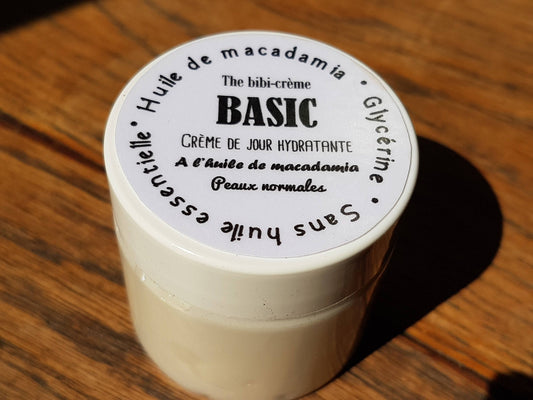 Huile de macadamia • Glycérine • Sans huile essentielle •
The bibi-crème
BASIC
CRÈME DE JOUR HYDRATANTE
A l'huile de macadamia
Peaux normales